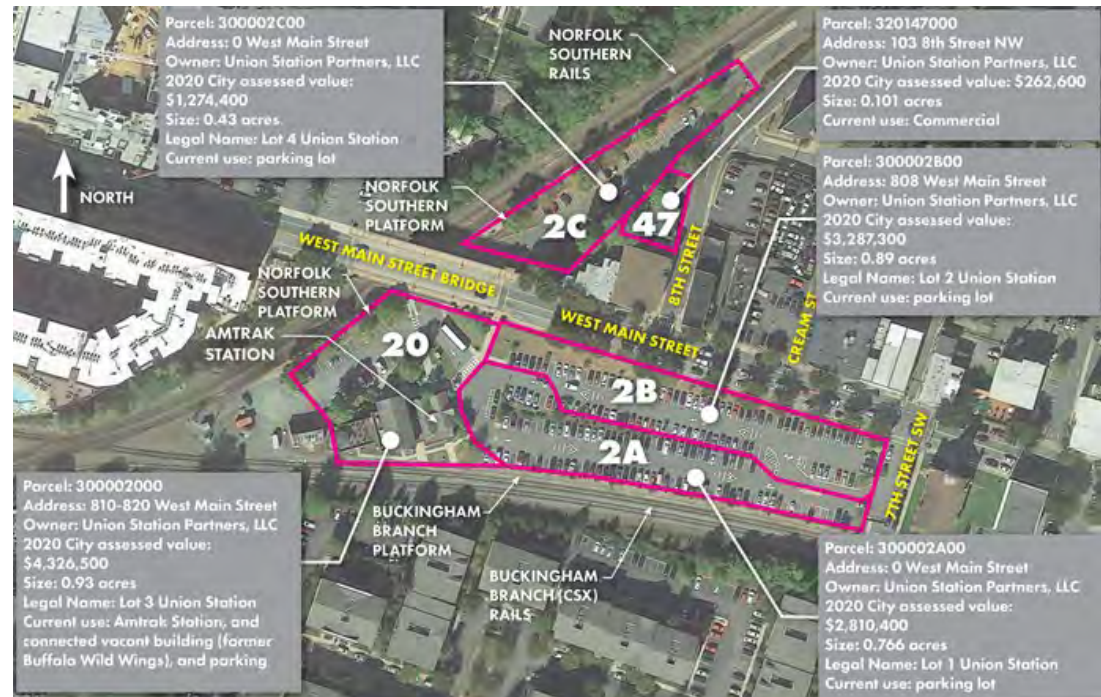 Parcel: 300002C00
Address: 0 West Main Street
Owner: Union Station Partners, LLC
2020 City assessed value:
$1,274,400
Size: 0.43 acres
Legal Name: Lot 4 Union Station
Current use: parking lot
NORFOLK
SOUTHERN
RAILS
Parcel: 320147000
Address: 103 8th Street NW
Owner: Union Station Partners, LLC
2020 City assessed value: $262,600
Size: 0.101 acres
Current use: Commercial
Parcel: 300002B00
Address: 808 West Main Street
Owner: Union Station Partners, LLC
2020 City assessed value:
$3,287,300
Size: 0.89 acres
Legal Name: Lot 2 Union Station
Current use: parking lot
NORTH
NORFOLK
SOUTHERN
PLATFORM
2C
47
WEST MAIN STREET BRIDGE
8TH STREET
NORFOLK
SOUTHERN
PLATFORM
AMTRAK
STATION
20
WEST MAIN STREET
CREAM ST
2B
2A
7TH STREET SW
Parcel: 300002000
Address: 810-820 West Main Street
Owner: Union Station Partners, LLC
2020 City assessed value:
$4,326,500
Size: 0.93 acres
Legal Name: Lot 3 Union Station
Current use: Amtrak Station, and
connected vacant building (former
Buffalo Wild Wings), and parking
BUCKINGHAM
BRANCH
PLATFORM
BUCKINGHAM
BRANCH (CSX)
RAILS
Parcel: 300002A00
Address: 0 West Main Street
Owner: Union Station Partners, LLC
2020 City assessed value:
$2,810,400
Size: 0.766 acres
Legal Name: Lot 1 Union Station
Current use: parking lot